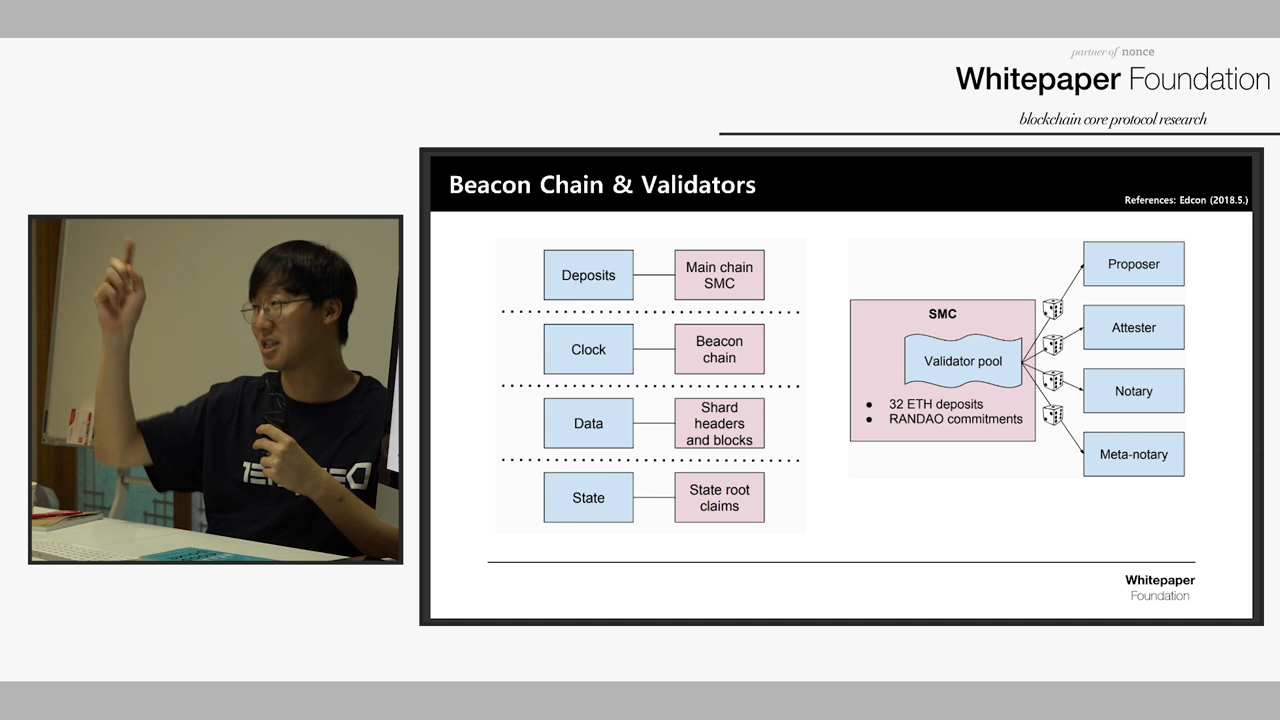 partner of nonce
Whitepaper Foundation
blockchain core protocol research
Beacon Chain & Validators
References: Edcon (2018.5.)
Deposits
Main chain
SMC
Clock
Beacon
chain
Data
Shard
headers
and blocks
State
State root
claims
SMC
Validator pool
● 32 ETH deposits
● RANDAO commitments
Proposer
Attester
Notary
Meta-notary
Whitepaper
Foundation